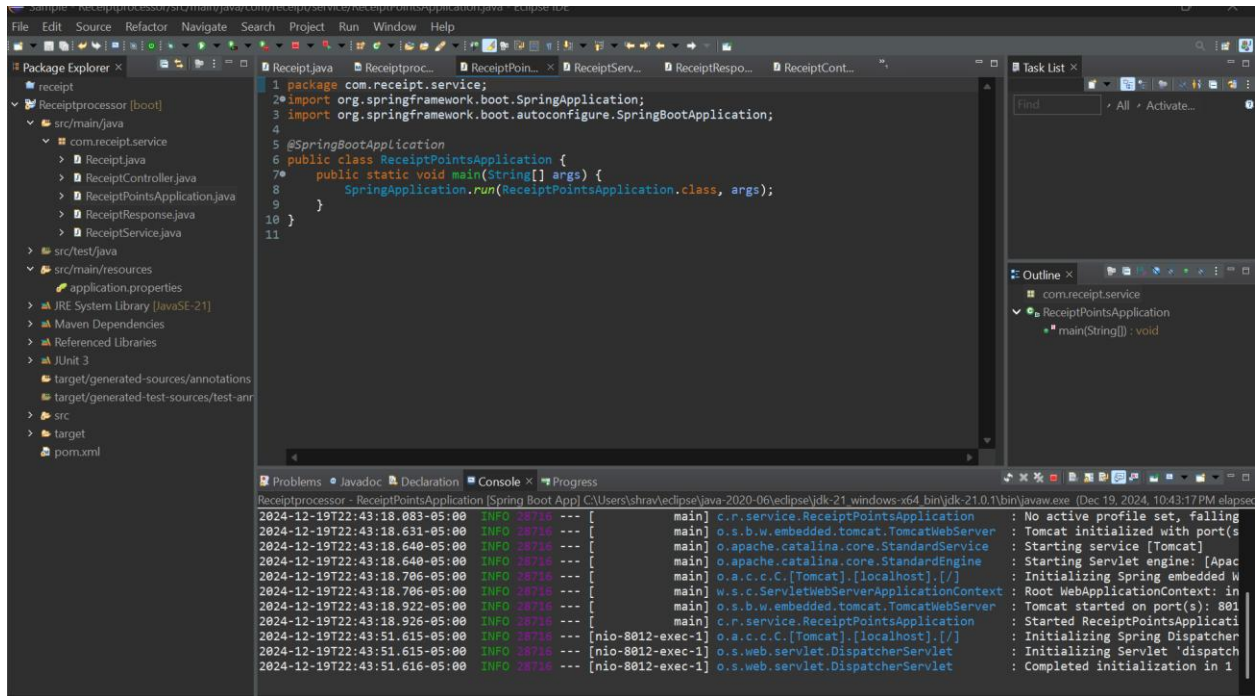 Sample - Receiptprocessor/src/main/java/com/receipt/service/ReceiptPointsApplication.java - Eclipse IDE
File Edit Source Refactor Navigate Search Project Run Window Help
Package Explorer
receipt
Receiptprocessor [boot]
src/main/java
com.receipt.service
Receipt.java
ReceiptController.java
ReceiptPointsApplication.java
ReceiptResponse.java
ReceiptService.java
src/test/java
src/main/resources
application.properties
JRE System Library [JavaSE-21]
Maven Dependencies
Referenced Libraries
JUnit 3
target/generated-sources/annotations
target/generated-test-sources/test-anr
src
target
pom.xml
Receipt.java Receiptproc... ReceiptPoin... ReceiptServ... ReceiptRespo... ReceiptCont...
1 package com.receipt.service;
2 import org.springframework.boot.SpringApplication;
3 import org.springframework.boot.autoconfigure.SpringBootApplication;
4
5 @SpringBootApplication
6 public class ReceiptPointsApplication {
7 public static void main(String[] args) {
8 SpringApplication.run(ReceiptPointsApplication.class, args);
9 }
10 }
11
Task List
Find All Activate...
Outline
com.receipt.service
ReceiptPointsApplication
main(String[]) : void
Problems Javadoc Declaration Console Progress
Receiptprocessor - ReceiptPointsApplication [Spring Boot App] C:\Users\shrav\eclipse\java-2020-06\eclipse\jdk-21_windows-x64_bin\jdk-21.0.1\bin\javaw.exe (Dec 19, 2024, 10:43:17 PM elapsed
2024-12-19T22:43:18.083-05:00 INFO 28716 --- [ main] c.r.service.ReceiptPointsApplication : No active profile set, falling
2024-12-19T22:43:18.631-05:00 INFO 28716 --- [ main] o.s.b.w.embedded.tomcat.TomcatWebServer : Tomcat initialized with port(s
2024-12-19T22:43:18.640-05:00 INFO 28716 --- [ main] o.apache.catalina.core.StandardService : Starting service [Tomcat]
2024-12-19T22:43:18.640-05:00 INFO 28716 --- [ main] o.apache.catalina.core.StandardEngine : Starting Servlet engine: [Apac
2024-12-19T22:43:18.706-05:00 INFO 28716 --- [ main] o.a.c.c.C.[Tomcat].[localhost].[/] : Initializing Spring embedded W
2024-12-19T22:43:18.706-05:00 INFO 28716 --- [ main] w.s.c.ServletWebServerApplicationContext : Root WebApplicationContext: in
2024-12-19T22:43:18.922-05:00 INFO 28716 --- [ main] o.s.b.w.embedded.tomcat.TomcatWebServer : Tomcat started on port(s): 801
2024-12-19T22:43:18.926-05:00 INFO 28716 --- [ main] c.r.service.ReceiptPointsApplication : Started ReceiptPointsApplicati
2024-12-19T22:43:51.615-05:00 INFO 28716 --- [nio-8012-exec-1] o.a.c.c.C.[Tomcat].[localhost].[/] : Initializing Spring Dispatcher
2024-12-19T22:43:51.615-05:00 INFO 28716 --- [nio-8012-exec-1] o.s.web.servlet.DispatcherServlet : Initializing Servlet 'dispatch
2024-12-19T22:43:51.616-05:00 INFO 28716 --- [nio-8012-exec-1] o.s.web.servlet.DispatcherServlet : Completed initialization in 1